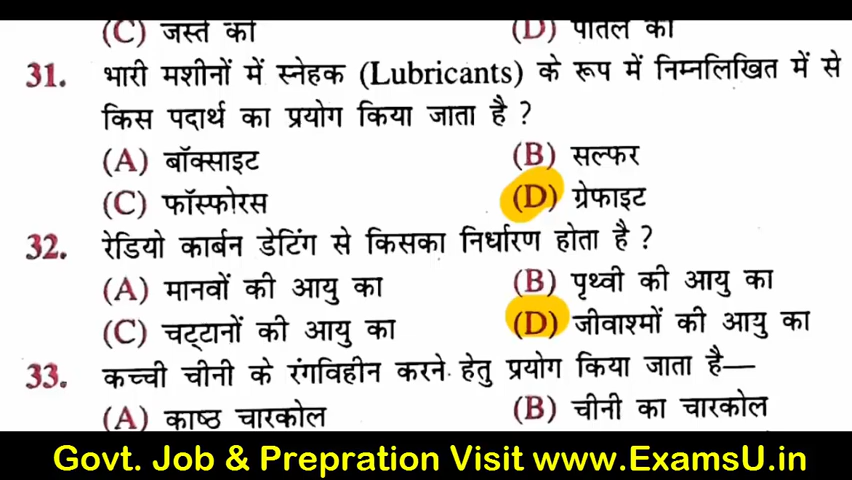 (C) जस्ते की (D) पीतल की
31. भारी मशीनों में स्नेहक (Lubricants) के रूप में निम्नलिखित में से
किस पदार्थ का प्रयोग किया जाता है ?
(A) बॉक्साइट (B) सल्फर
(C) फॉस्फोरस (D) ग्रेफाइट
32. रेडियो कार्बन डेटिंग से किसका निर्धारण होता है ?
(A) मानवों की आयु का (B) पृथ्वी की आयु का
(C) चट्टानों की आयु का (D) जीवाश्मों की आयु का
33. कच्ची चीनी के रंगविहीन करने हेतु प्रयोग किया जाता है—
(A) काष्ठ चारकोल (B) चीनी का चारकोल
Govt. Job & Prepration Visit www.ExamsU.in